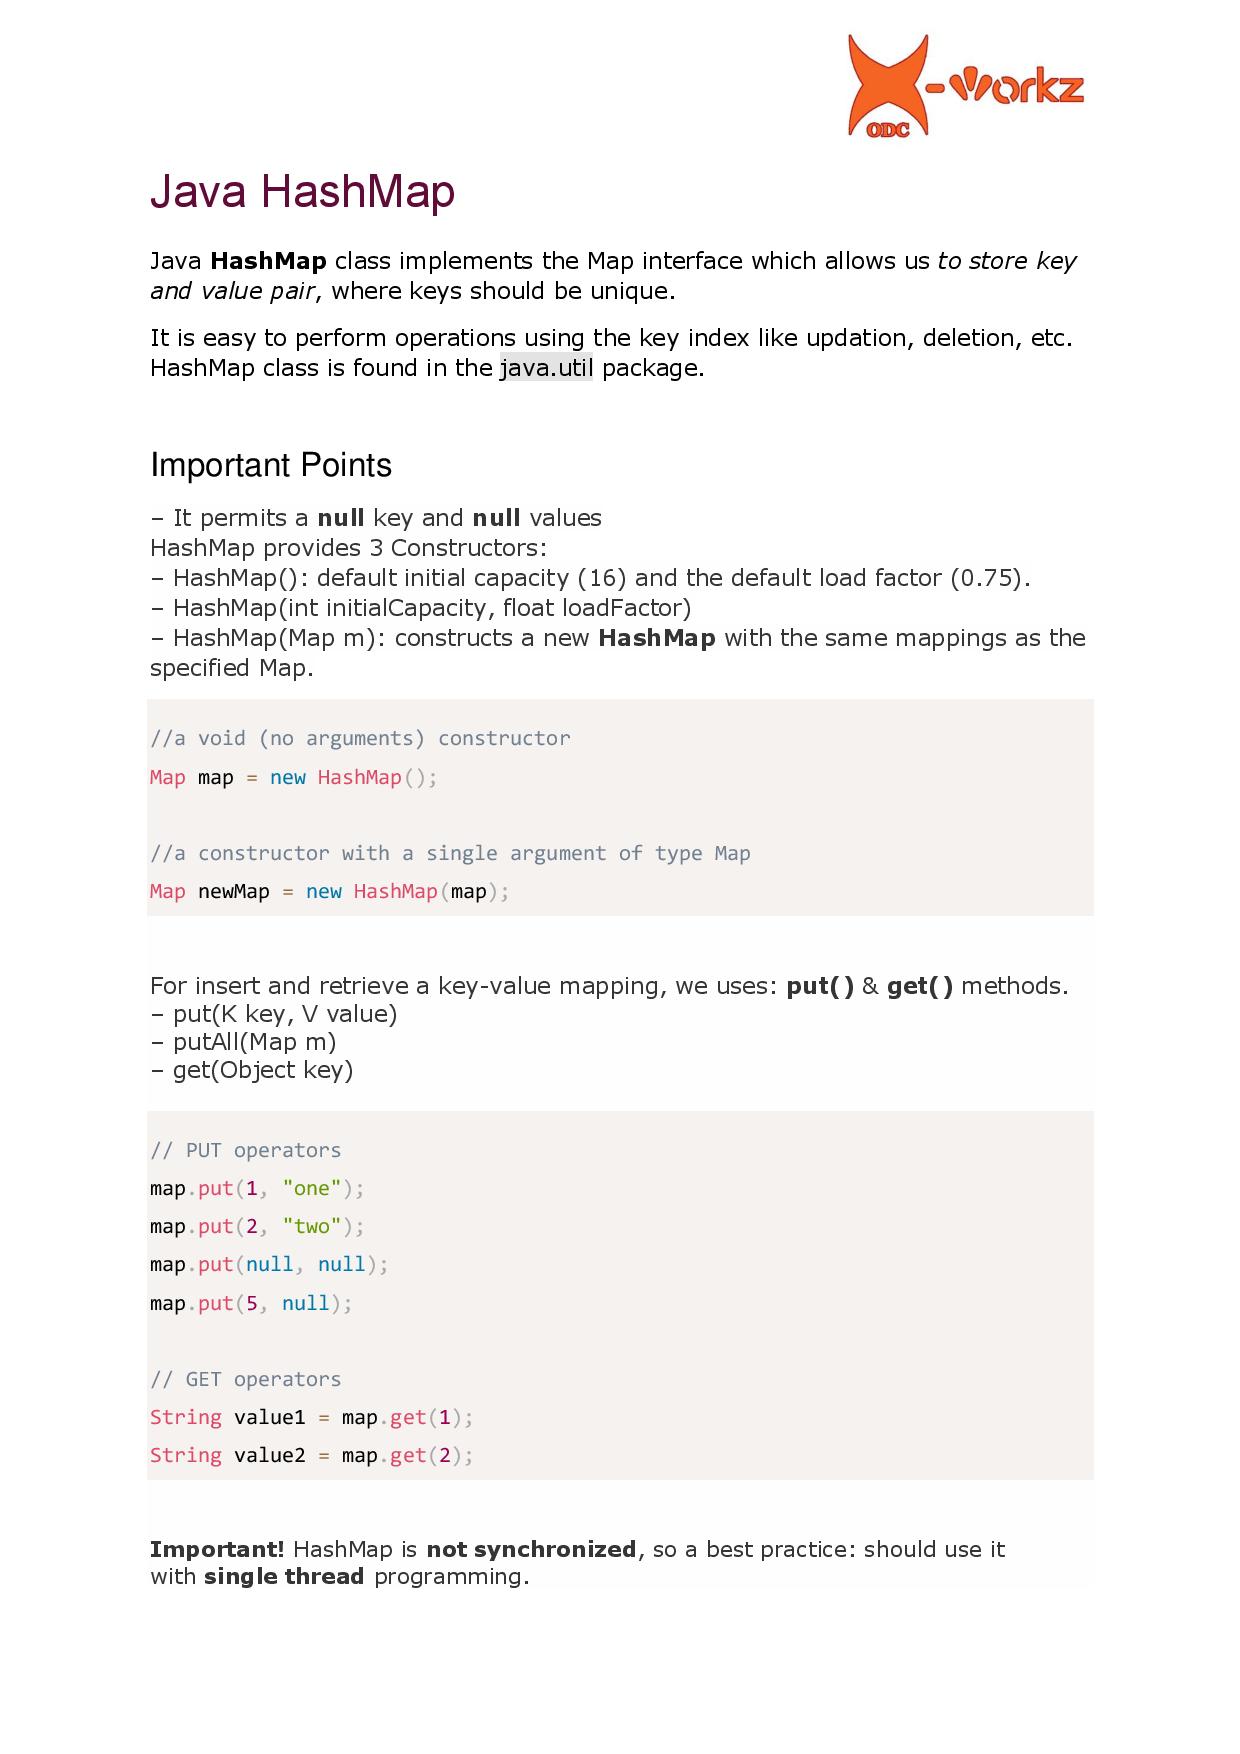 X-workZ
ODC
Java HashMap
Java HashMap class implements the Map interface which allows us to store key
and value pair, where keys should be unique.
It is easy to perform operations using the key index like updation, deletion, etc.
HashMap class is found in the java.util package.
Important Points
– It permits a null key and null values
HashMap provides 3 Constructors:
– HashMap(): default initial capacity (16) and the default load factor (0.75).
– HashMap(int initialCapacity, float loadFactor)
– HashMap(Map m): constructs a new HashMap with the same mappings as the
specified Map.
//a void (no arguments) constructor
Map map = new HashMap();
//a constructor with a single argument of type Map
Map newMap = new HashMap(map);
For insert and retrieve a key-value mapping, we uses: put() & get() methods.
– put(K key, V value)
– putAll(Map m)
– get(Object key)
// PUT operators
map.put(1, "one");
map.put(2, "two");
map.put(null, null);
map.put(5, null);
// GET operators
String value1 = map.get(1);
String value2 = map.get(2);
Important! HashMap is not synchronized, so a best practice: should use it
with single thread programming.